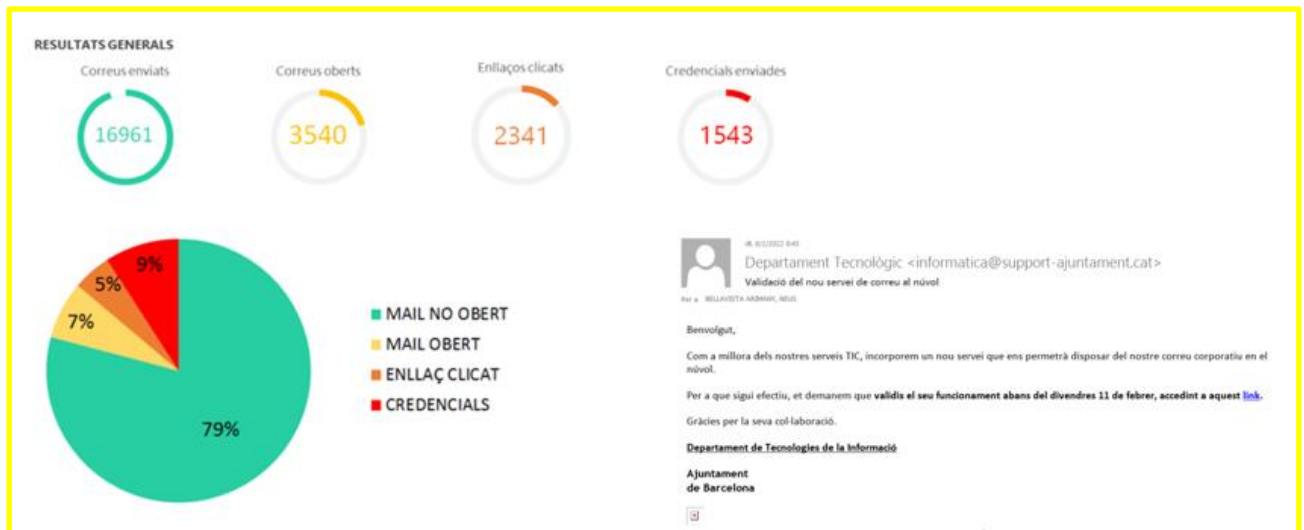 RESULTATS GENERALS
Correus enviats
Correus oberts
Enllaços clicats
Credencials enviades
16961
3540
2341
1543
9%
5%
7%
79%
MAIL NO OBERT
MAIL OBERT
ENLLAÇ CLICAT
CREDENCIALS
Departament Tecnològic <informatica@support-ajuntament.cat>
Validació del nou servei de correu al núvol
Per a
Benvolgut,
Com a millora dels nostres serveis TIC, incorporem un nou servei que ens permetrà disposar del nostre correu corporatiu en el
núvol.
Per a que sigui efectiu, et demanem que validis el seu funcionament abans del divendres 11 de febrer, accedint a aquest link.
Gràcies per la seva col·laboració.
Departament de Tecnologies de la Informació
Ajuntament
de Barcelona